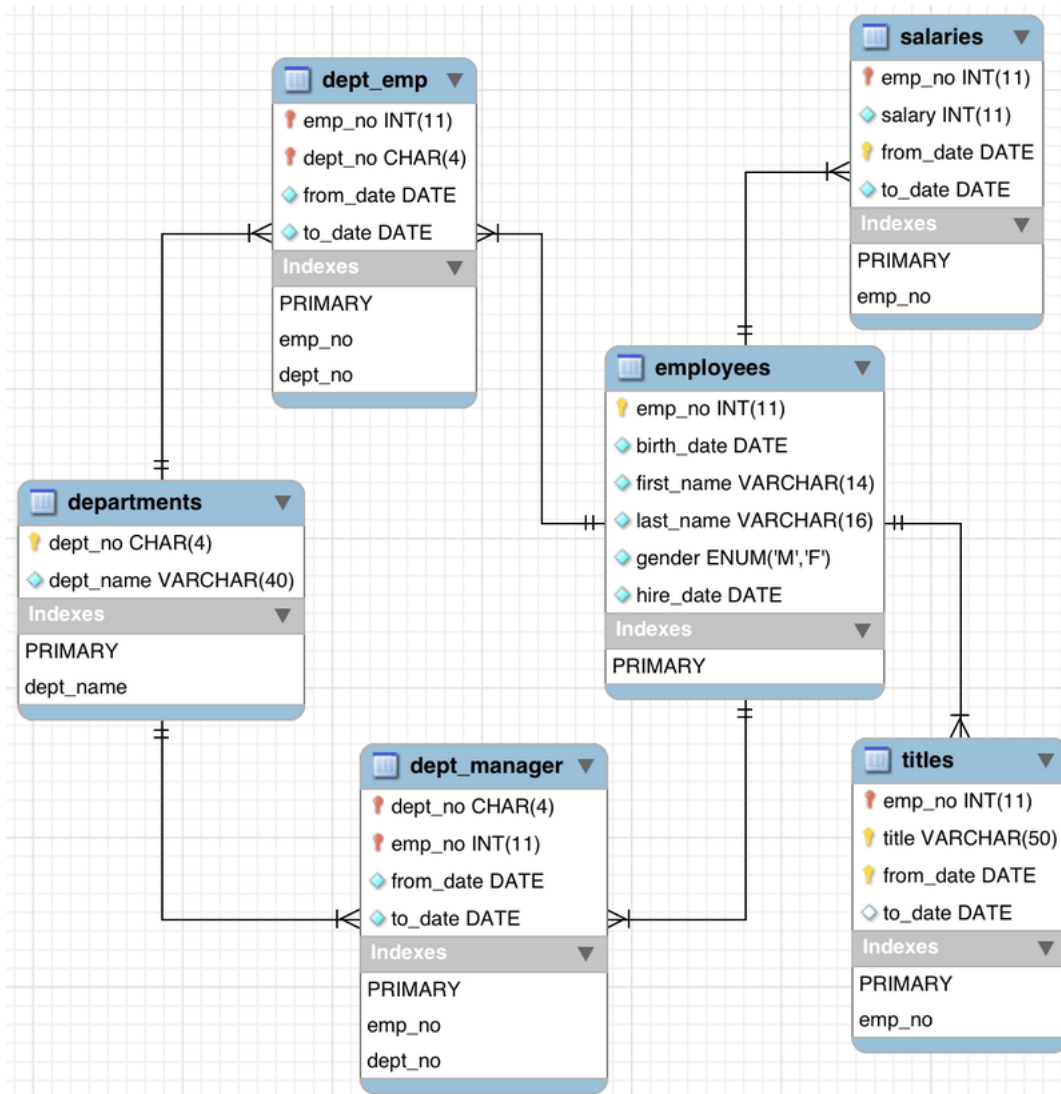 salaries
emp_no INT(11)
salary INT(11)
from_date DATE
to_date DATE
Indexes
PRIMARY
emp_no
dept_emp
emp_no INT(11)
dept_no CHAR(4)
from_date DATE
to_date DATE
Indexes
PRIMARY
emp_no
dept_no
employees
emp_no INT(11)
birth_date DATE
first_name VARCHAR(14)
last_name VARCHAR(16)
gender ENUM('M','F')
hire_date DATE
Indexes
PRIMARY
departments
dept_no CHAR(4)
dept_name VARCHAR(40)
Indexes
PRIMARY
dept_name
dept_manager
dept_no CHAR(4)
emp_no INT(11)
from_date DATE
to_date DATE
Indexes
PRIMARY
emp_no
dept_no
titles
emp_no INT(11)
title VARCHAR(50)
from_date DATE
to_date DATE
Indexes
PRIMARY
emp_no